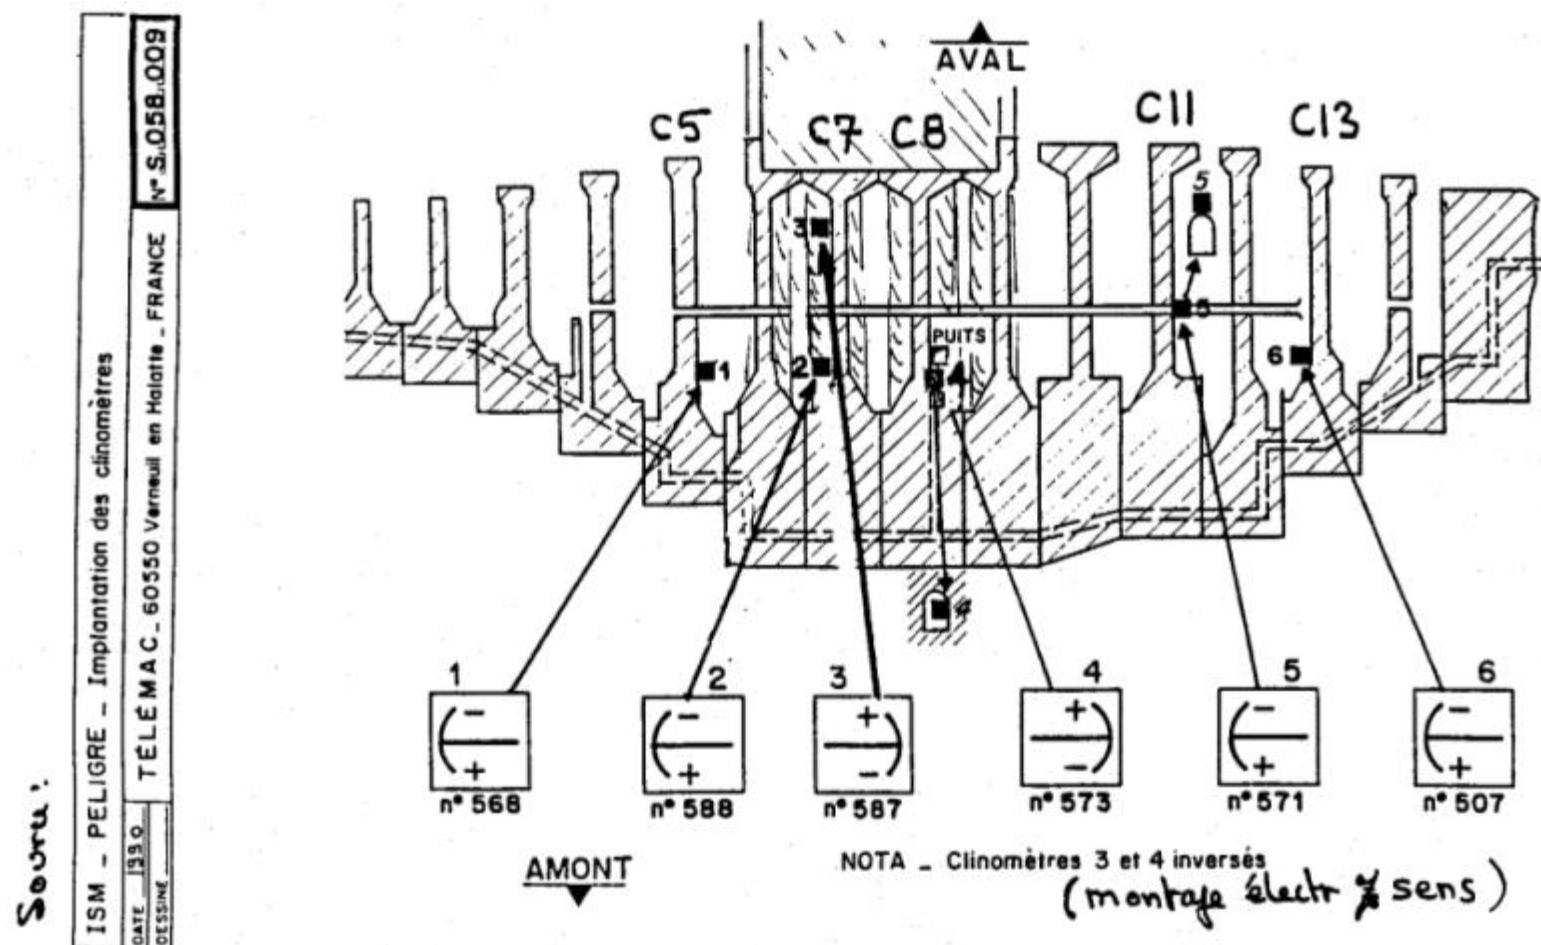 Source:
ISM _ PELIGRE _ Implantation des clinomètres
DATE 1990
DESSINÉ
TÉLÉMAC _ 60550 Verneuil en Halatte _ FRANCE
N° S.058.009
AVAL
C5
C7
C8
C11
C13
5
3
5
PUITS
1
2
6
4
1
2
3
4
5
6
−
−
+
+
−
−
+
+
−
−
+
+
n° 568
n° 588
n° 587
n° 573
n° 571
n° 507
AMONT
NOTA _ Clinomètres 3 et 4 inversés
(montage électr sens)